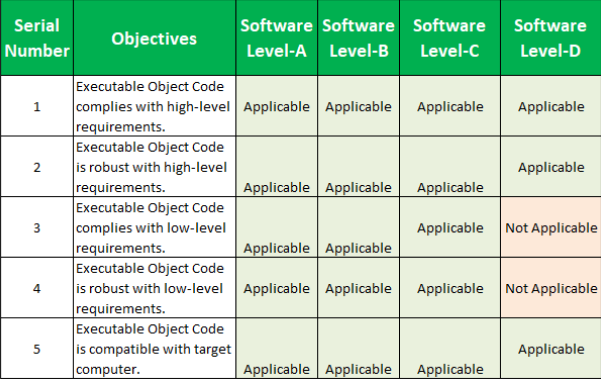 Serial Number Objectives Software Level-A Software Level-B Software Level-C Software Level-D
1 Executable Object Code complies with high-level requirements. Applicable Applicable Applicable Applicable
2 Executable Object Code is robust with high-level requirements. Applicable Applicable Applicable Applicable
3 Executable Object Code complies with low-level requirements. Applicable Applicable Applicable Not Applicable
4 Executable Object Code is robust with low-level requirements. Applicable Applicable Applicable Not Applicable
5 Executable Object Code is compatible with target computer. Applicable Applicable Applicable Applicable